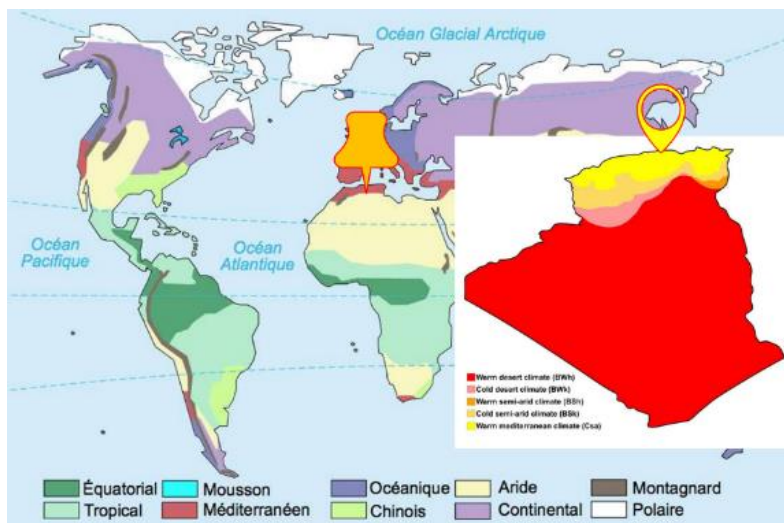 Océan Glacial Arctique
Océan
Pacifique
Océan
Atlantique
Warm desert climate (BWh)
Cold desert climate (BWk)
Warm semi-arid climate (BSh)
Cold semi-arid climate (BSk)
Warm mediterranean climate (Csa)
Équatorial
Mousson
Océanique
Aride
Montagnard
Tropical
Méditerranéen
Chinois
Continental
Polaire